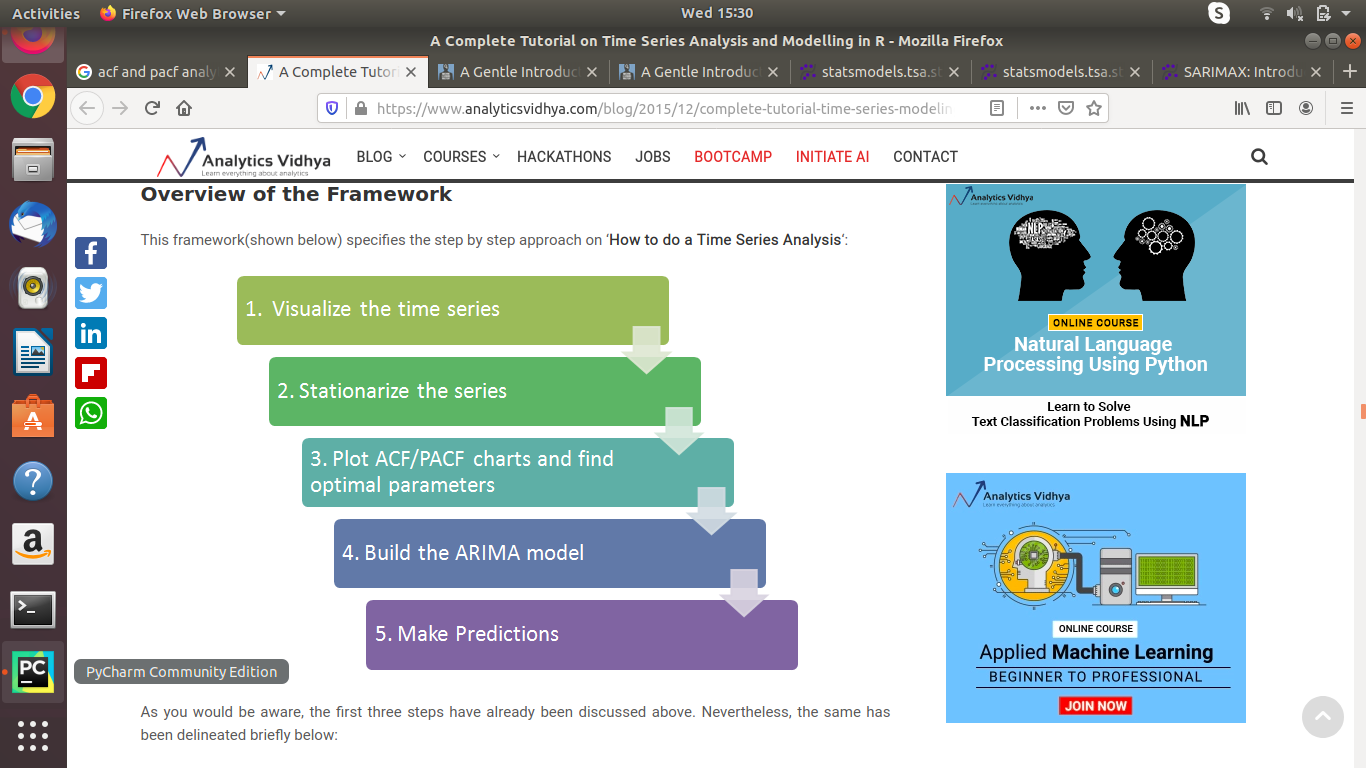 Activities
Firefox Web Browser
Wed 15:30
S
A Complete Tutorial on Time Series Analysis and Modelling in R - Mozilla Firefox
acf and pacf analy
A Complete Tutori
A Gentle Introduc
A Gentle Introduc
statsmodels.tsa.st
statsmodels.tsa.st
SARIMAX: Introdu
https://www.analyticsvidhya.com/blog/2015/12/complete-tutorial-time-series-modelin
Analytics Vidhya
Learn everything about analytics
BLOG
COURSES
HACKATHONS
JOBS
BOOTCAMP
INITIATE AI
CONTACT
Overview of the Framework
This framework(shown below) specifies the step by step approach on ‘How to do a Time Series Analysis‘:
1. Visualize the time series
2. Stationarize the series
3. Plot ACF/PACF charts and find
optimal parameters
4. Build the ARIMA model
5. Make Predictions
As you would be aware, the first three steps have already been discussed above. Nevertheless, the same has
been delineated briefly below:
PC
PyCharm Community Edition
Analytics Vidhya
Learn everything about analytics
NLP
ONLINE COURSE
Natural Language
Processing Using Python
Learn to Solve
Text Classification Problems Using NLP
Analytics Vidhya
Learn everything about analytics
ONLINE COURSE
Applied Machine Learning
BEGINNER TO PROFESSIONAL
JOIN NOW